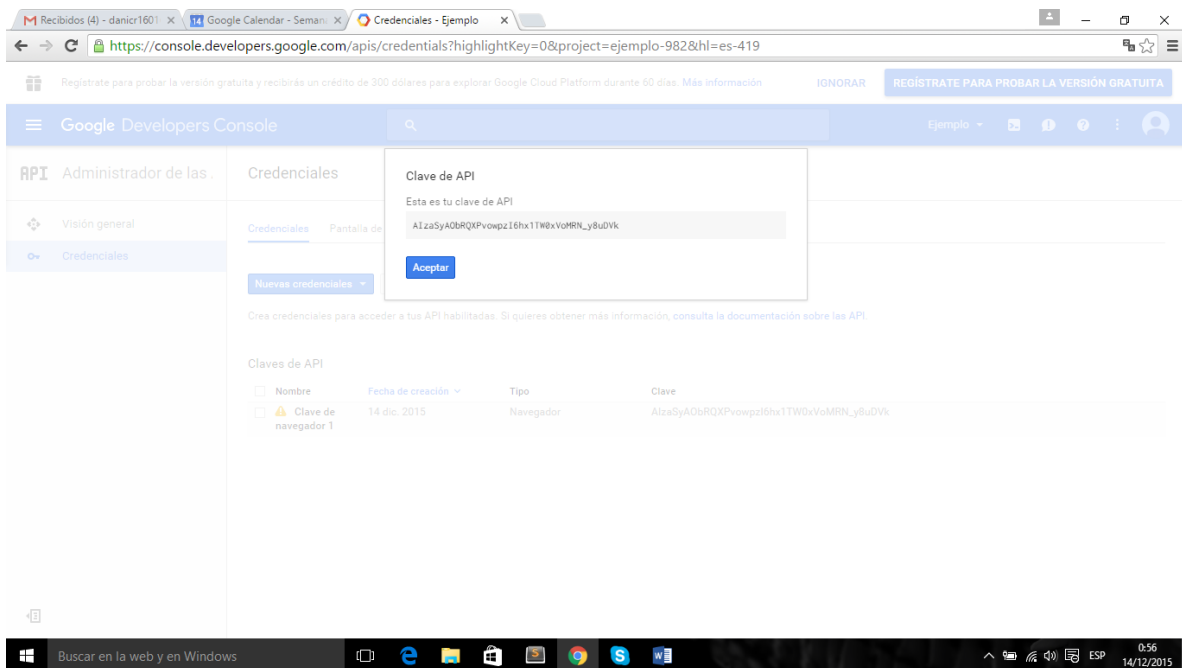 Recibidos (4) - danicr1601
Google Calendar - Seman
Credenciales - Ejemplo
https://console.developers.google.com/apis/credentials?highlightKey=0&project=ejemplo-982&hl=es-419
Regístrate para probar la versión gratuita y recibirás un crédito de 300 dólares para explorar Google Cloud Platform durante 60 días. Más información IGNORAR REGÍSTRATE PARA PROBAR LA VERSIÓN GRATUITA
Google Developers Console Ejemplo
API Administrador de las . Credenciales
Clave de API
Esta es tu clave de API
AIzaSyAObRQXPvowpzI6hx1TW0xVoMRN_y8uDVk
Aceptar
Visión general
Credenciales
Credenciales Pantalla de
Nuevas credenciales
Crea credenciales para acceder a tus API habilitadas. Si quieres obtener más información, consulta la documentación sobre las API.
Claves de API
Nombre Fecha de creación Tipo Clave
Clave de navegador 1 14 dic. 2015 Navegador AIzaSyAObRQXPvowpzI6hx1TW0xVoMRN_y8uDVk
Buscar en la web y en Windows
ESP
0:56
14/12/2015